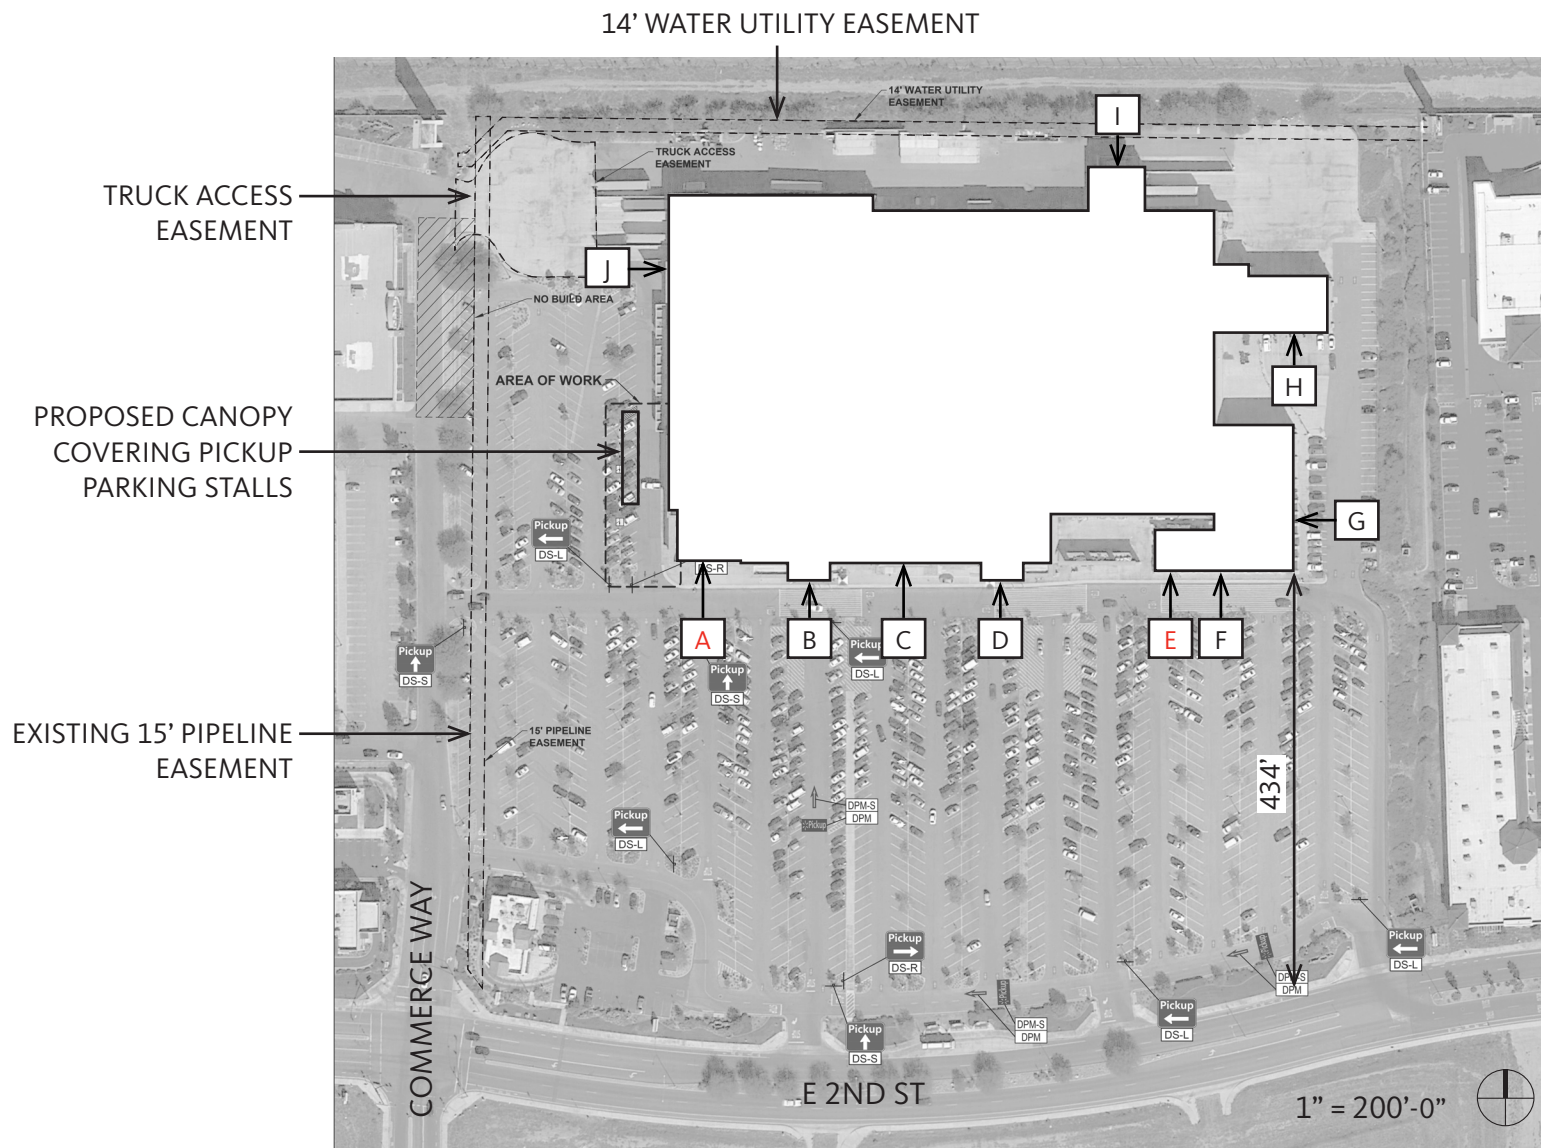 14’ WATER UTILITY EASEMENT
14' WATER UTILITY
EASEMENT
I
TRUCK ACCESS
EASEMENT
TRUCK ACCESS
EASEMENT
J
NO BUILD AREA
H
AREA OF WORK
PROPOSED CANOPY
COVERING PICKUP
PARKING STALLS
G
Pickup
DS-L
DS-R
A
B
C
D
E
F
Pickup
DS-S
Pickup
DS-L
Pickup
DS-S
EXISTING 15’ PIPELINE
EASEMENT
15' PIPELINE
EASEMENT
434’
DPM-S
DPM
Pickup
Pickup
DS-L
COMMERCE WAY
Pickup
DS-R
Pickup
Pickup
DS-L
DPM-S
DPM
Pickup
Pickup
DS-L
DPM-S
DPM
Pickup
DS-S
E 2ND ST
1” = 200’-0”